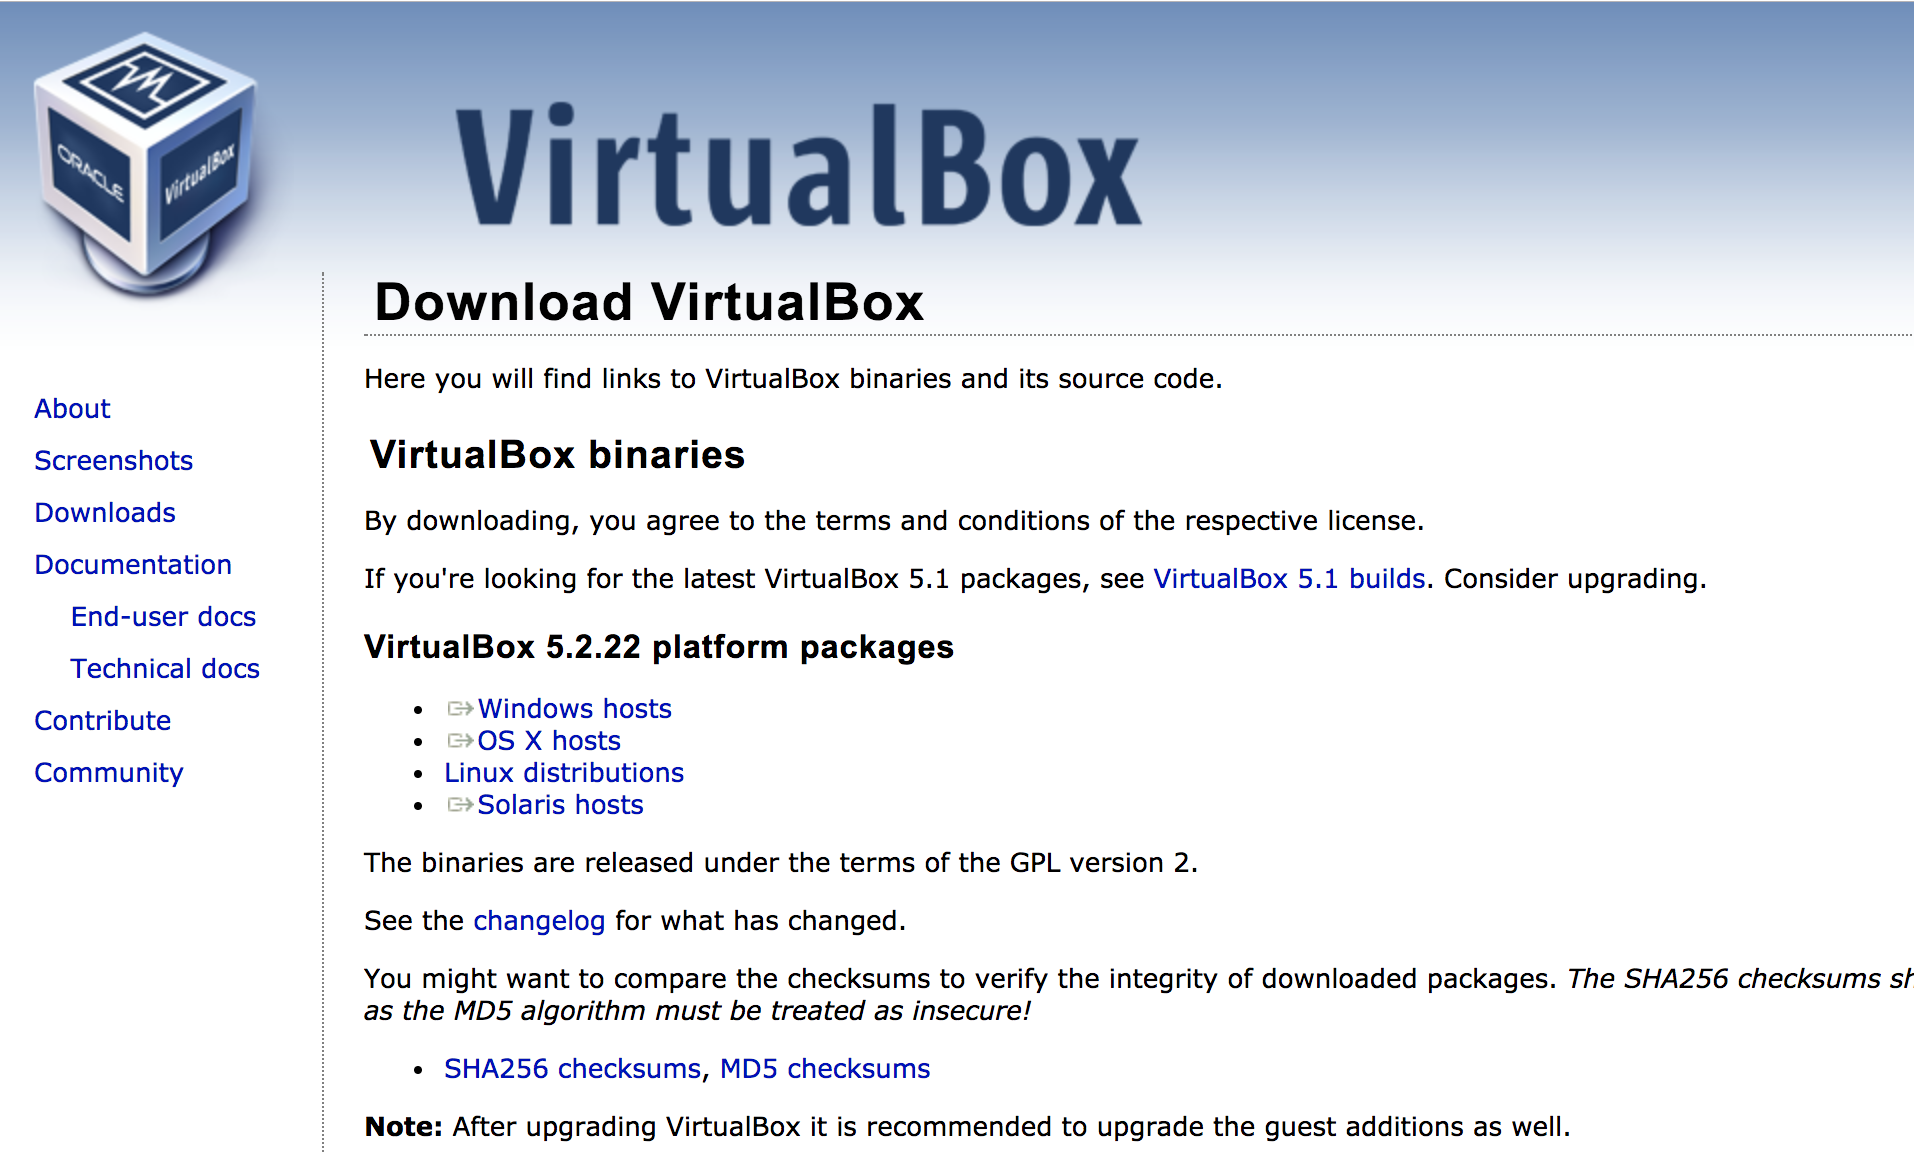 ORACLE
VirtualBox
VirtualBox
Download VirtualBox
Here you will find links to VirtualBox binaries and its source code.
About
Screenshots
Downloads
Documentation
End-user docs
Technical docs
Contribute
Community
VirtualBox binaries
By downloading, you agree to the terms and conditions of the respective license.
If you're looking for the latest VirtualBox 5.1 packages, see VirtualBox 5.1 builds. Consider upgrading.
VirtualBox 5.2.22 platform packages
• Windows hosts
• OS X hosts
• Linux distributions
• Solaris hosts
The binaries are released under the terms of the GPL version 2.
See the changelog for what has changed.
You might want to compare the checksums to verify the integrity of downloaded packages. The SHA256 checksums
as the MD5 algorithm must be treated as insecure!
• SHA256 checksums, MD5 checksums
Note: After upgrading VirtualBox it is recommended to upgrade the guest additions as well.